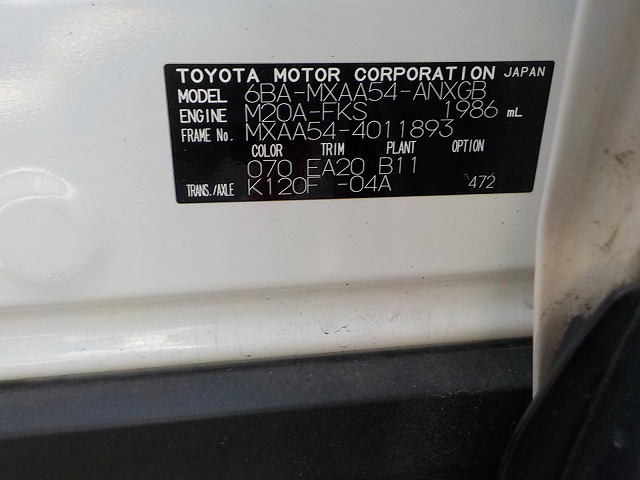 TOYOTA MOTOR CORPORATION JAPAN
MODEL 6BA-MXAA54-ANXGB
ENGINE M20A-FKS 1986 mL
FRAME No. MXAA54-4011893
COLOR TRIM PLANT OPTION
070 EA20 B11
TRANS./AXLE K120F -04A 472